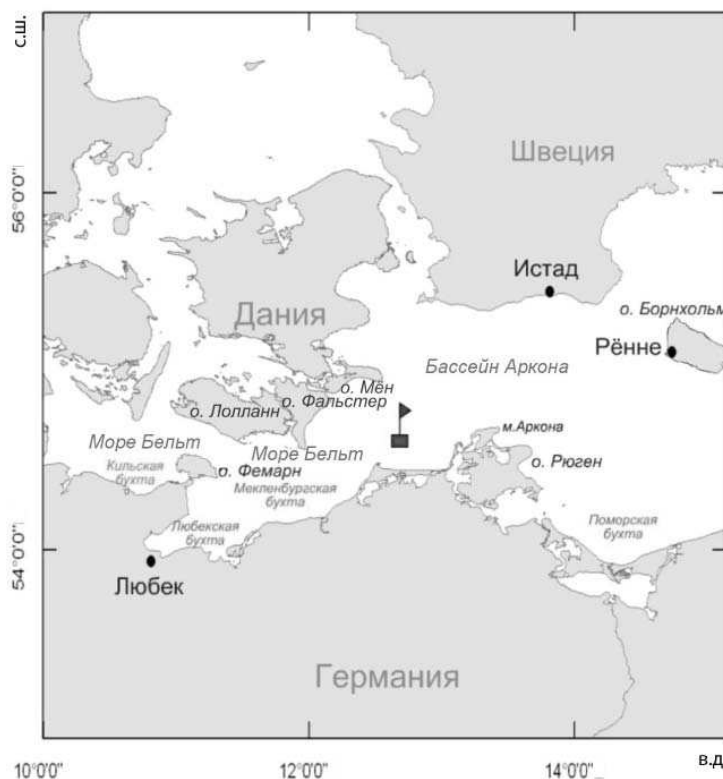 с.ш.
Швеция
56°0'0"
Истад
о. Борнхольм
Дания
Рённе
Бассейн Аркона
о. Мён
о. Фальстер
о. Лолланн
м.Аркона
Море Бельт
Море Бельт
о. Рюген
Кильская
бухта
о. Фемарн
Мекленбургская
бухта
Любекская
бухта
Поморская
бухта
54°0'0"
Любек
Германия
10°0'0"
12°0'0"
14°0'0"
в.д